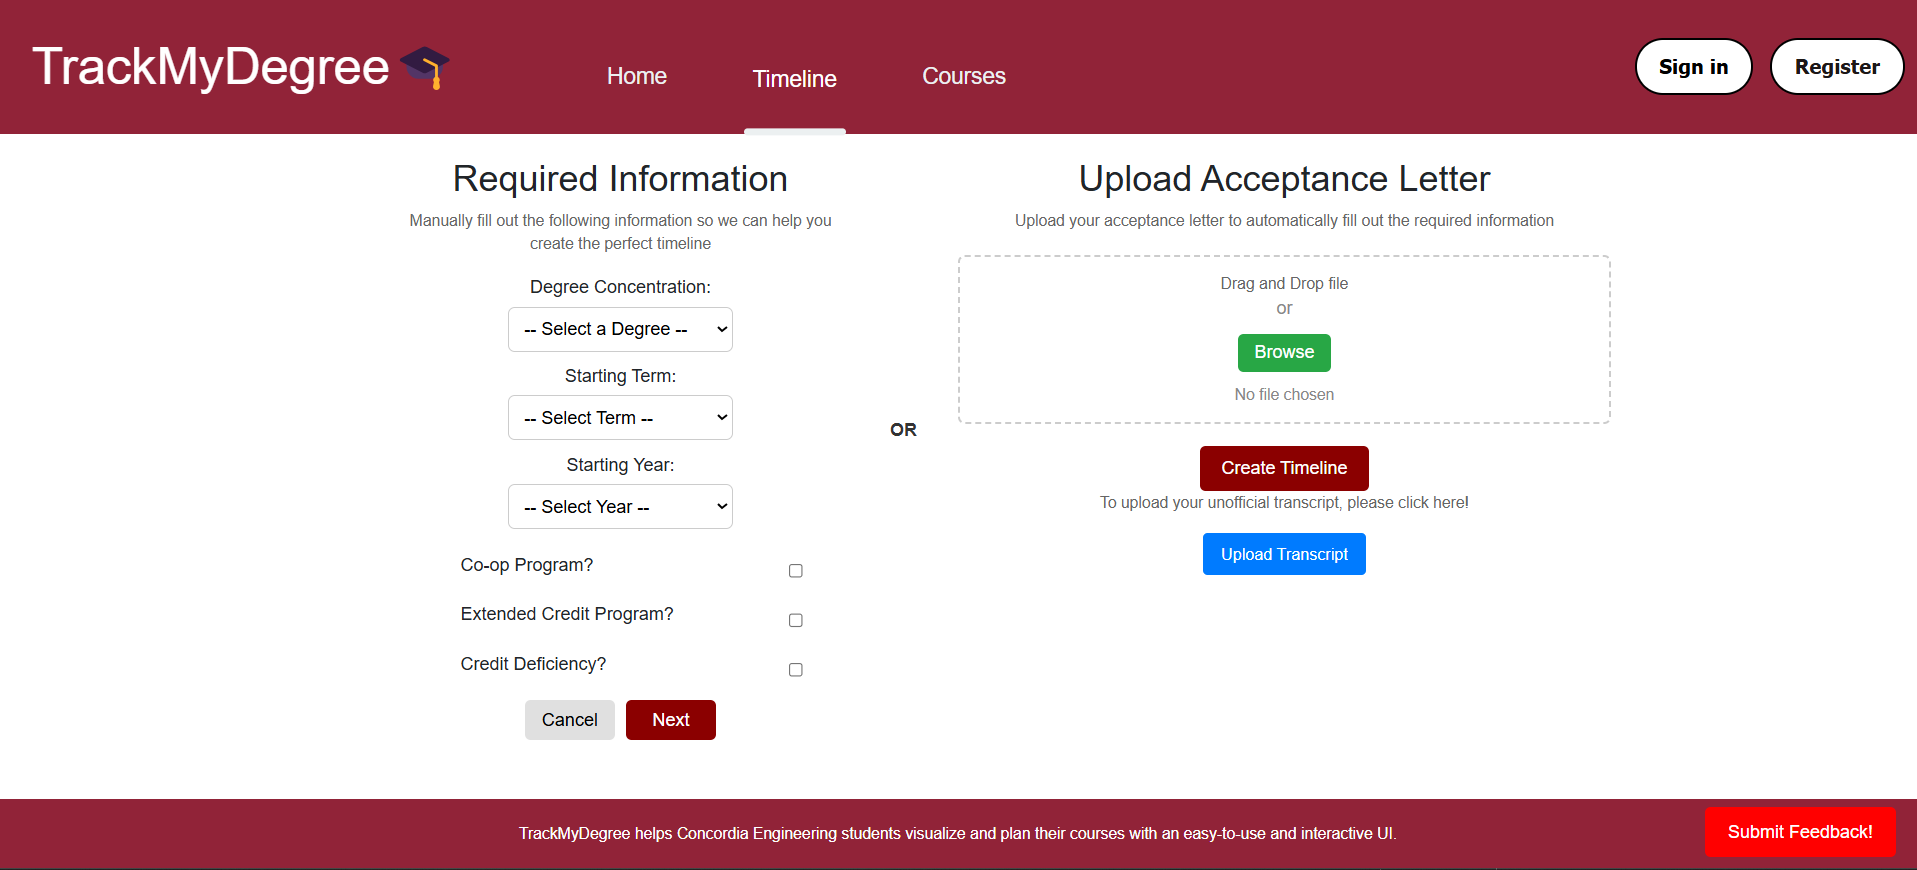 TrackMyDegree
Home
Timeline
Courses
Sign in
Register
Required Information
Manually fill out the following information so we can help you
create the perfect timeline
Degree Concentration:
-- Select a Degree --
Starting Term:
-- Select Term --
Starting Year:
-- Select Year --
Co-op Program?
Extended Credit Program?
Credit Deficiency?
Cancel
Next
OR
Upload Acceptance Letter
Upload your acceptance letter to automatically fill out the required information
Drag and Drop file
or
Browse
No file chosen
Create Timeline
To upload your unofficial transcript, please click here!
Upload Transcript
TrackMyDegree helps Concordia Engineering students visualize and plan their courses with an easy-to-use and interactive UI.
Submit Feedback!